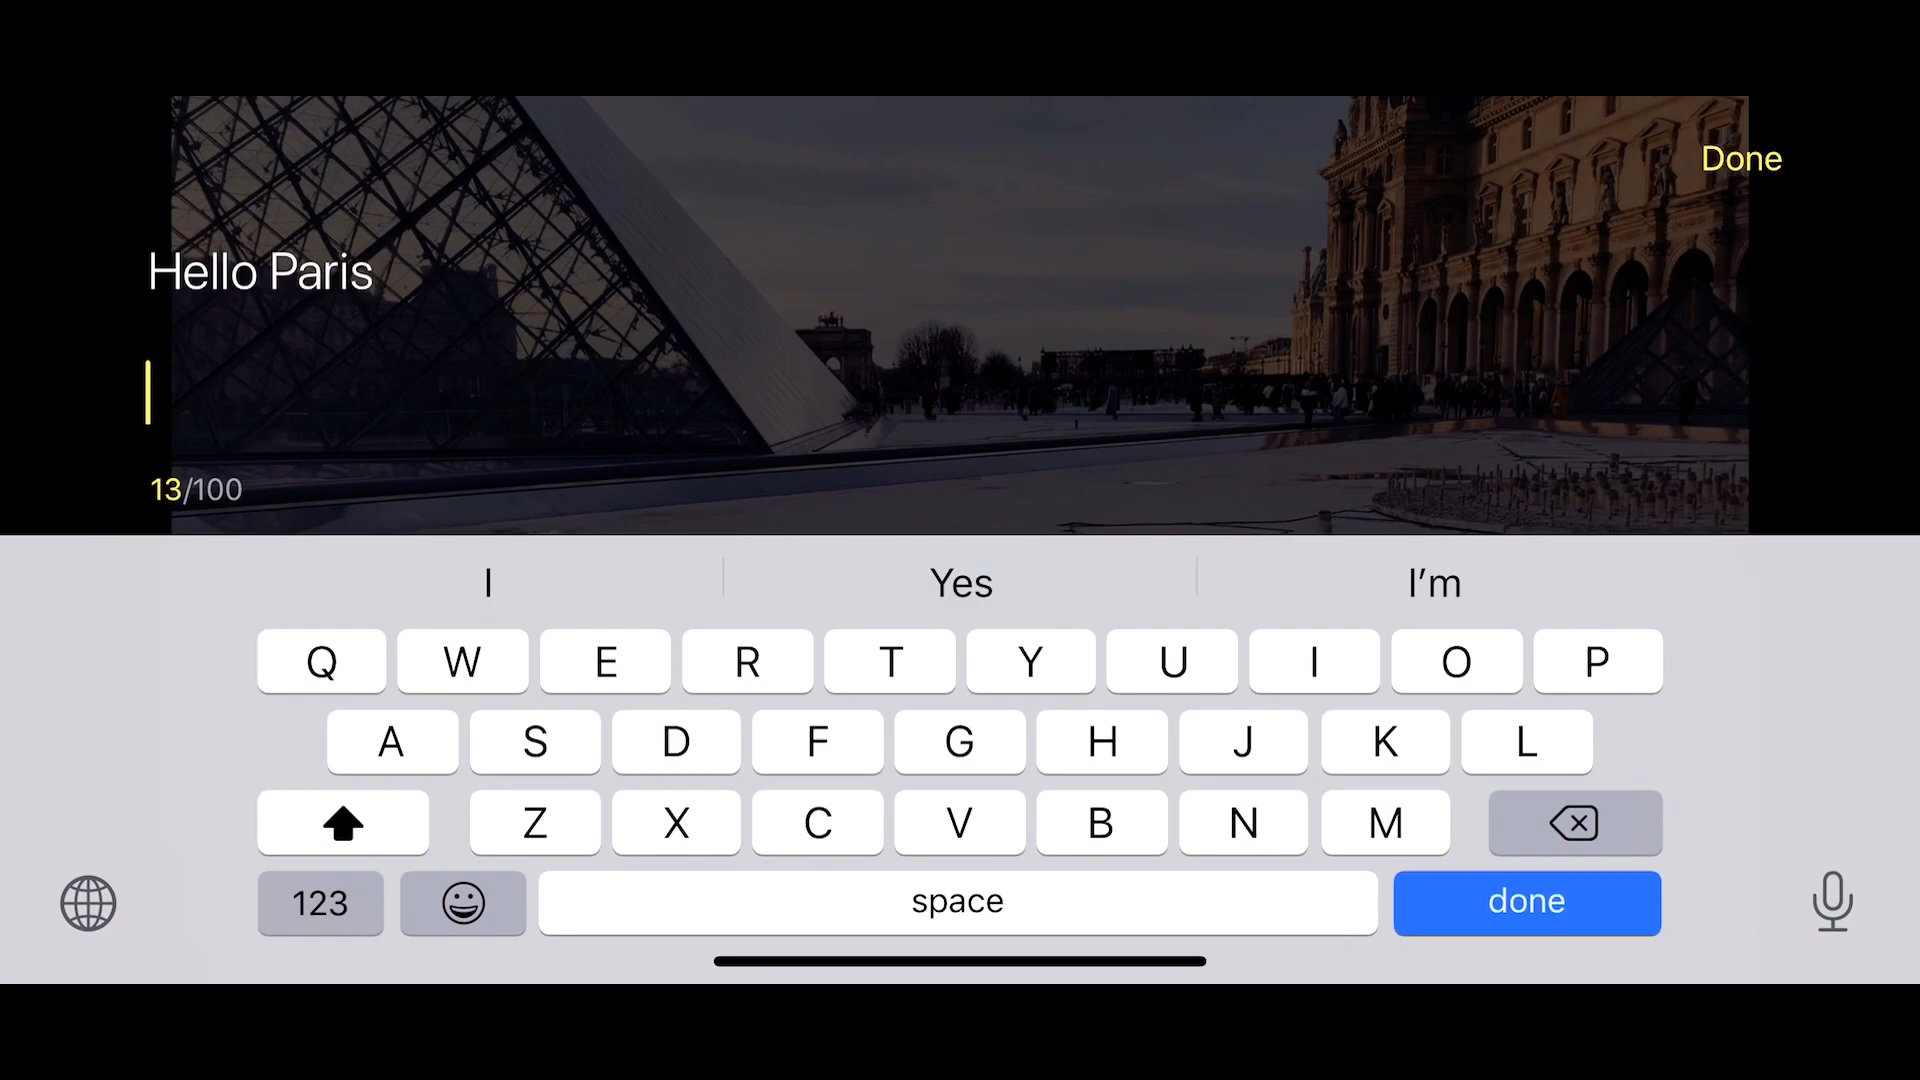 Done
Hello Paris
13/100
I Yes I’m
Q W E R T Y U I O P
A S D F G H J K L
Z X C V B N M
123 space done